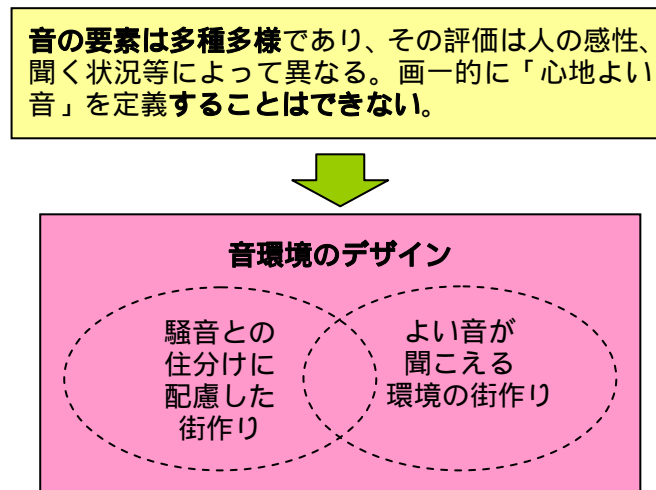 音の要素は多種多様であり、その評価は人の感性、
聞く状況等によって異なる。画一的に「心地よい
音」を定義することはできない。
音環境のデザイン
騒音との
住分けに
配慮した
街作り
よい音が
聞こえる
環境の街作り